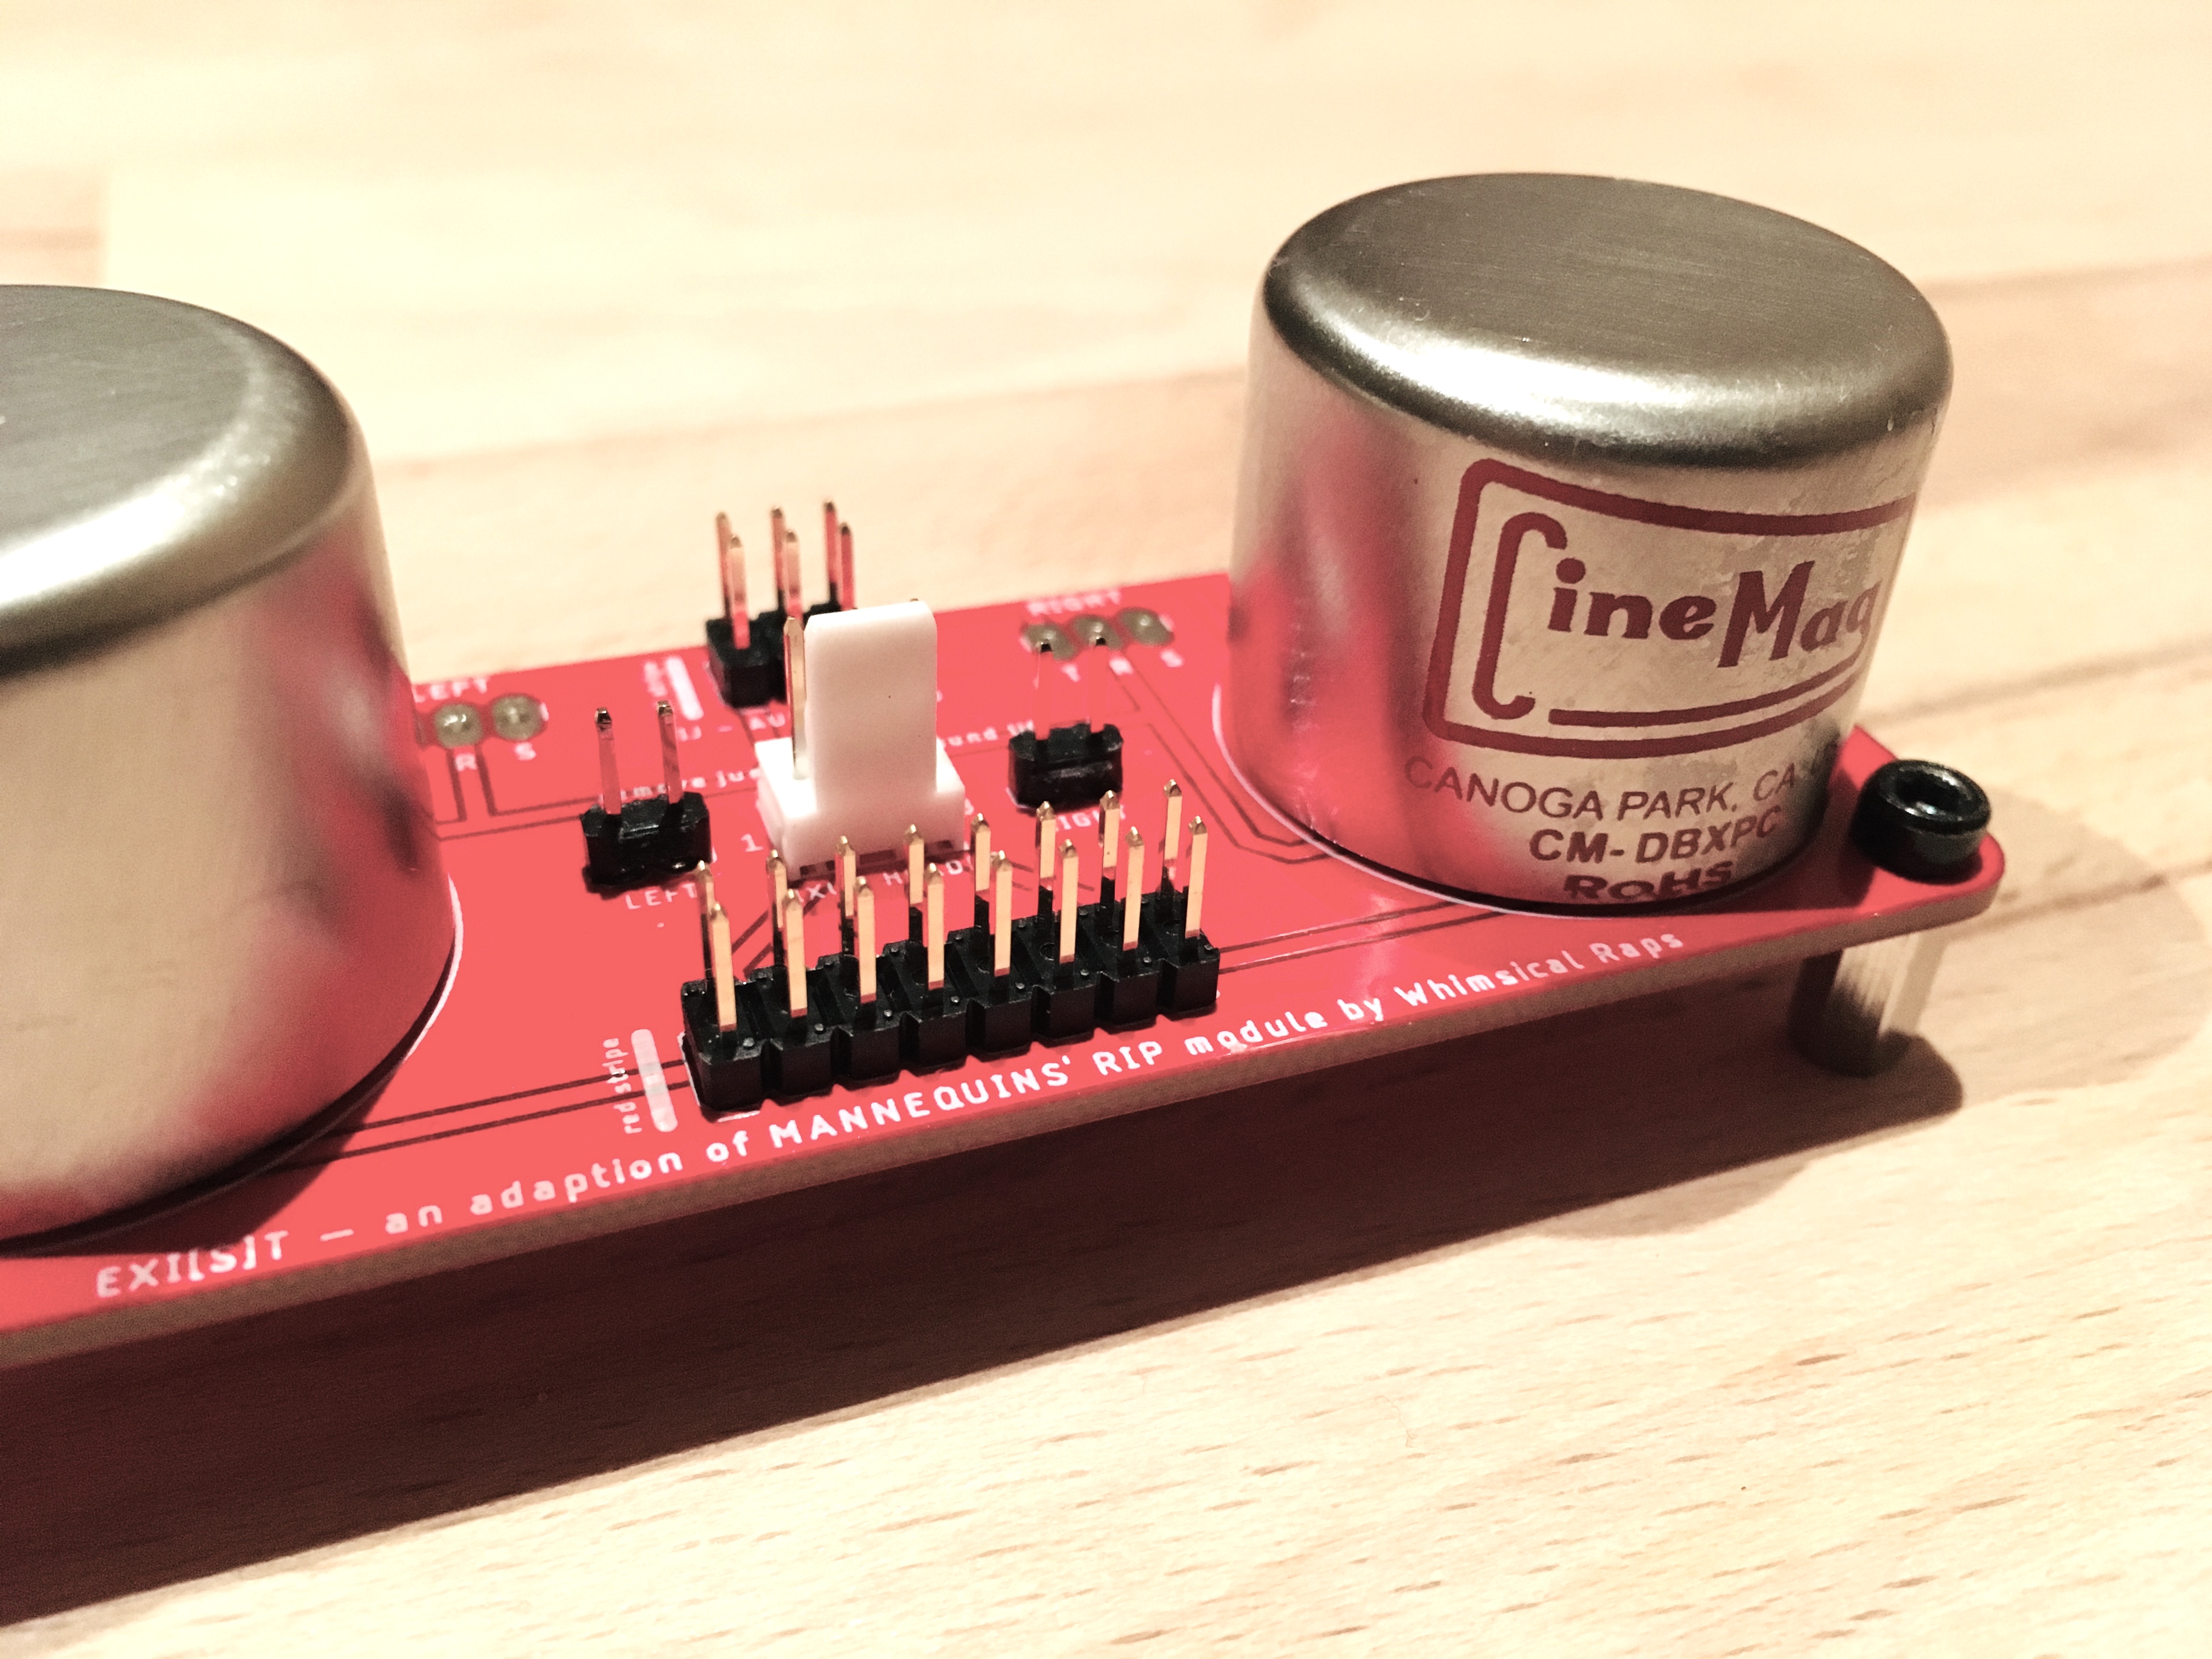 CineMag
CANOGA PARK, CA
CM-DBXPC
RoHS
RIGHT
T R S
LEFT
R S
1
LEFT
red stripe
EXI[S]T — an adaption of MANNEQUINS' RIP module by Whimsical Raps